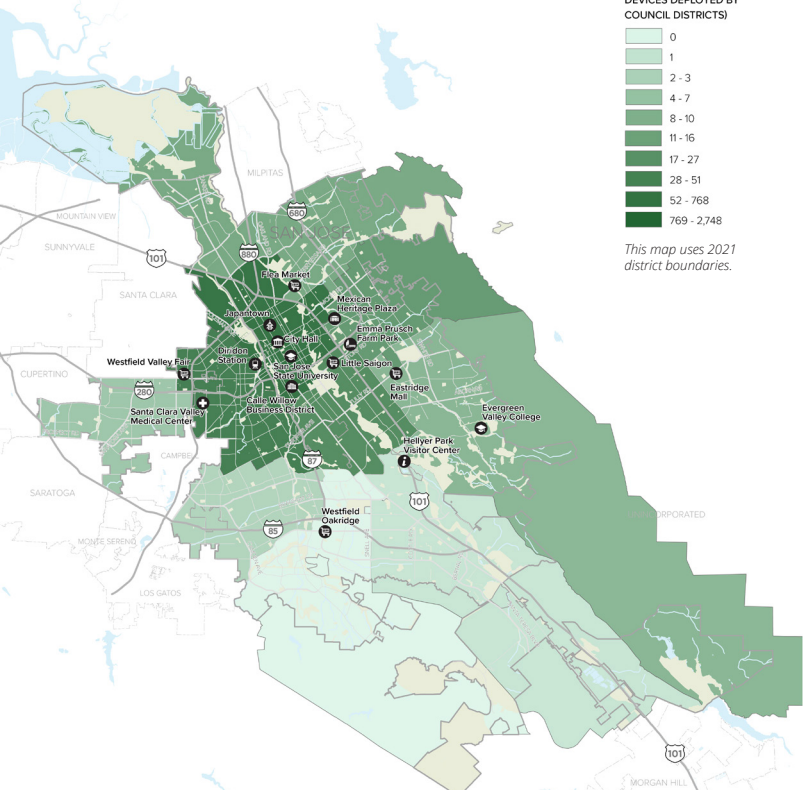 DEVICES DEPLOYED BY
COUNCIL DISTRICTS)
0
1
2 - 3
4 - 7
8 - 10
11 - 16
17 - 27
28 - 51
52 - 768
769 - 2,748
This map uses 2021
district boundaries.
MILPITAS
MOUNTAIN VIEW
680
SAN JOSE
SUNNYVALE
101
880
Flea Market
SANTA CLARA
Mexican
Heritage Plaza
Japantown
Emma Prusch
Farm Park
City Hall
Diridon
Station
Westfield Valley Fair
San Jose
State University
Little Saigon
CUPERTINO
280
Eastridge
Mall
Calle Willow
Business District
Santa Clara Valley
Medical Center
Evergreen
Valley College
Hellyer Park
Visitor Center
CAMPBELL
87
SARATOGA
101
Westfield
Oakridge
85
MONTE SERENO
LOS GATOS
101
MORGAN HILL